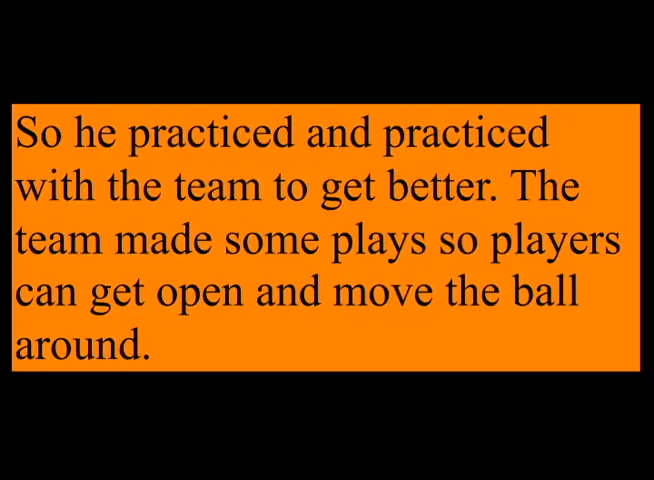 So he practiced and practiced
with the team to get better. The
team made some plays so players
can get open and move the ball
around.